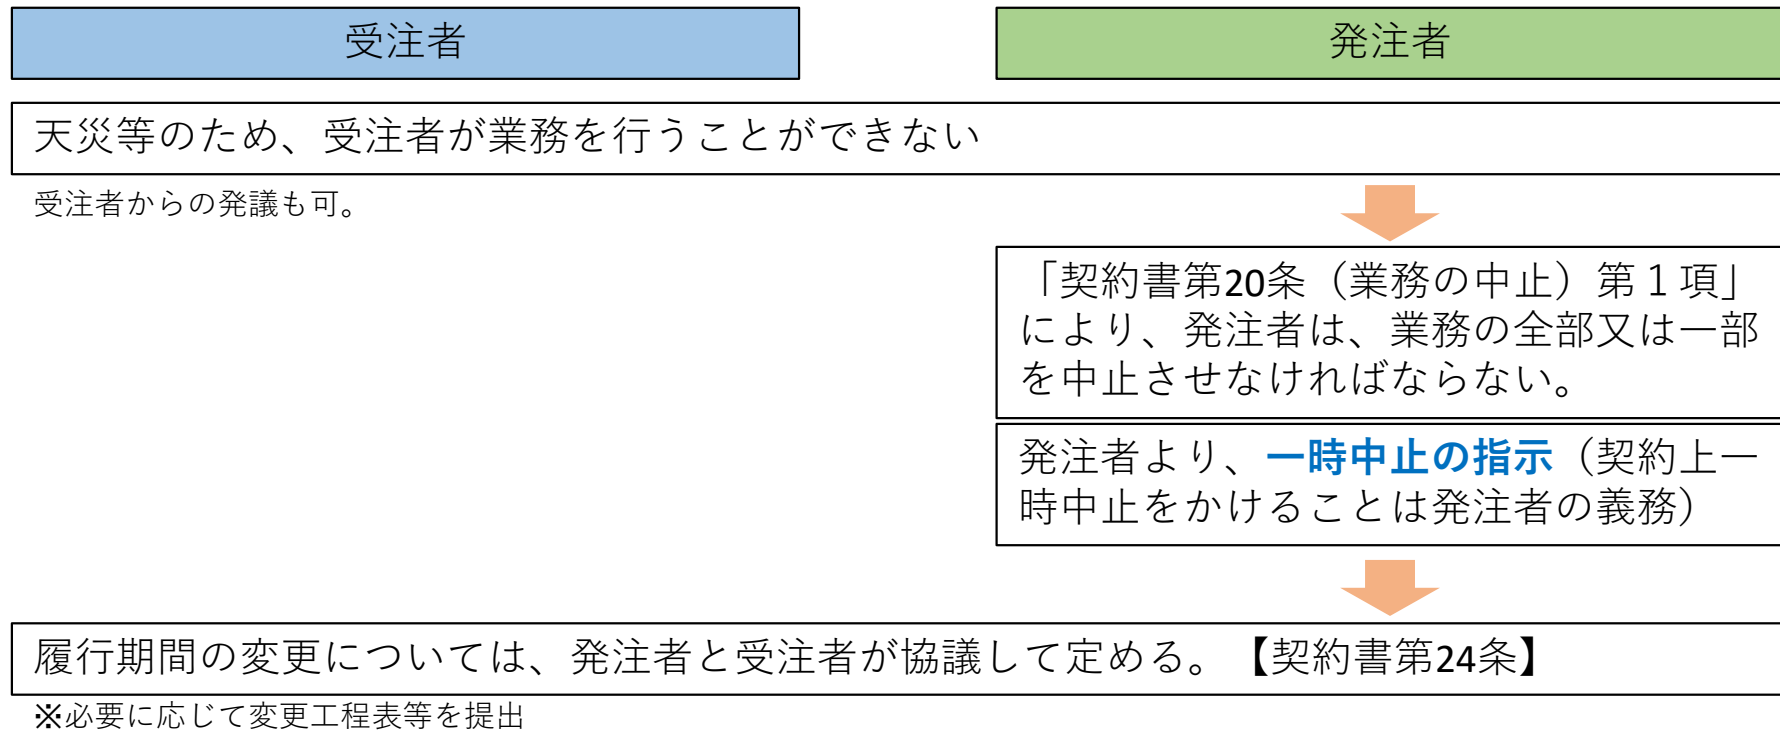 受注者
発注者
天災等のため、受注者が業務を行うことができない
受注者からの発議も可。
「契約書第20条（業務の中止）第１項」
により、発注者は、業務の全部又は一部
を中止させなければならない。
発注者より、一時中止の指示（契約上一
時中止をかけることは発注者の義務）
履行期間の変更については、発注者と受注者が協議して定める。【契約書第24条】
※必要に応じて変更工程表等を提出